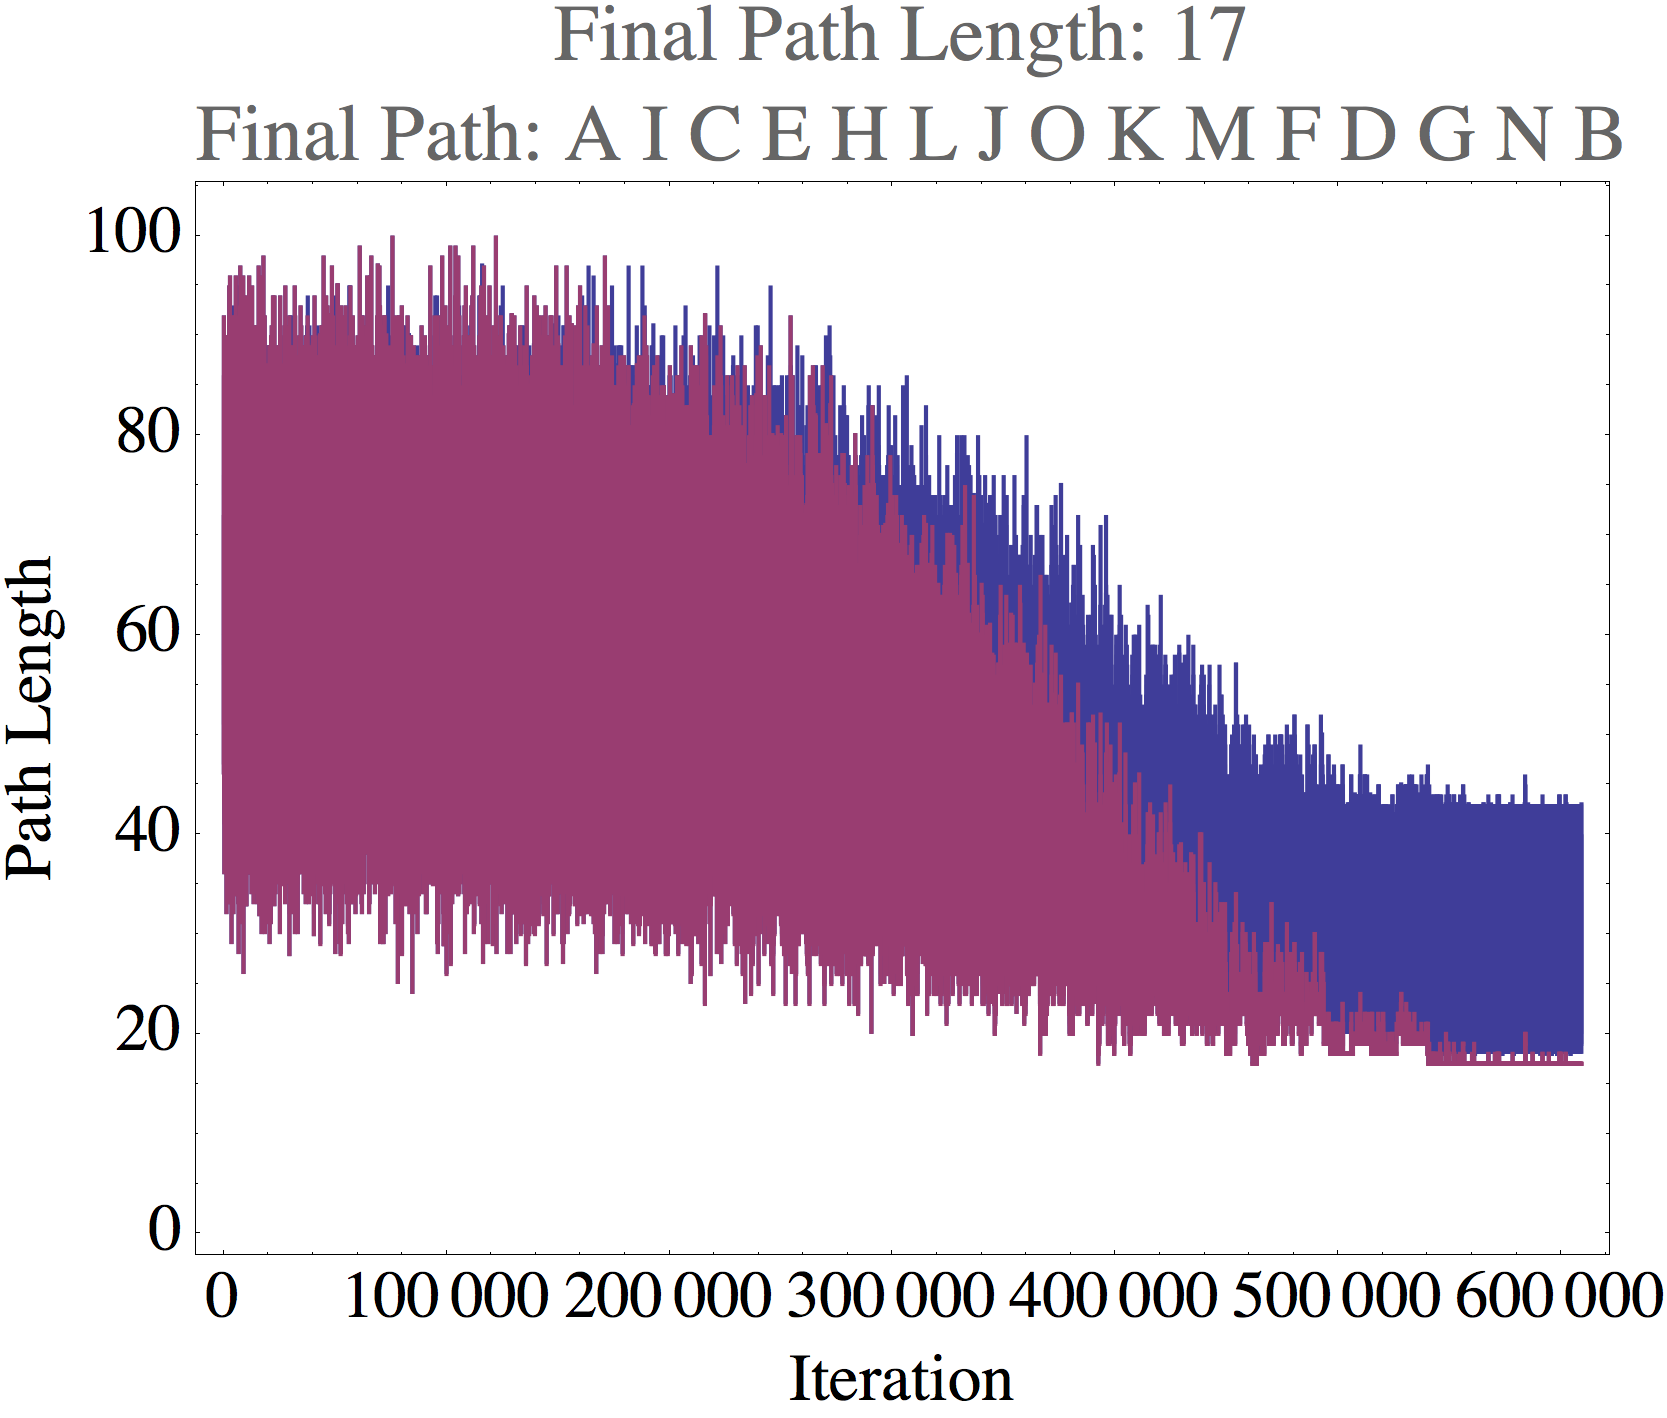 Final Path Length: 17
Final Path: A I C E H L J O K M F D G N B
100
80
60
40
20
0
Path Length
0 100 000 200 000 300 000 400 000 500 000 600 000
Iteration